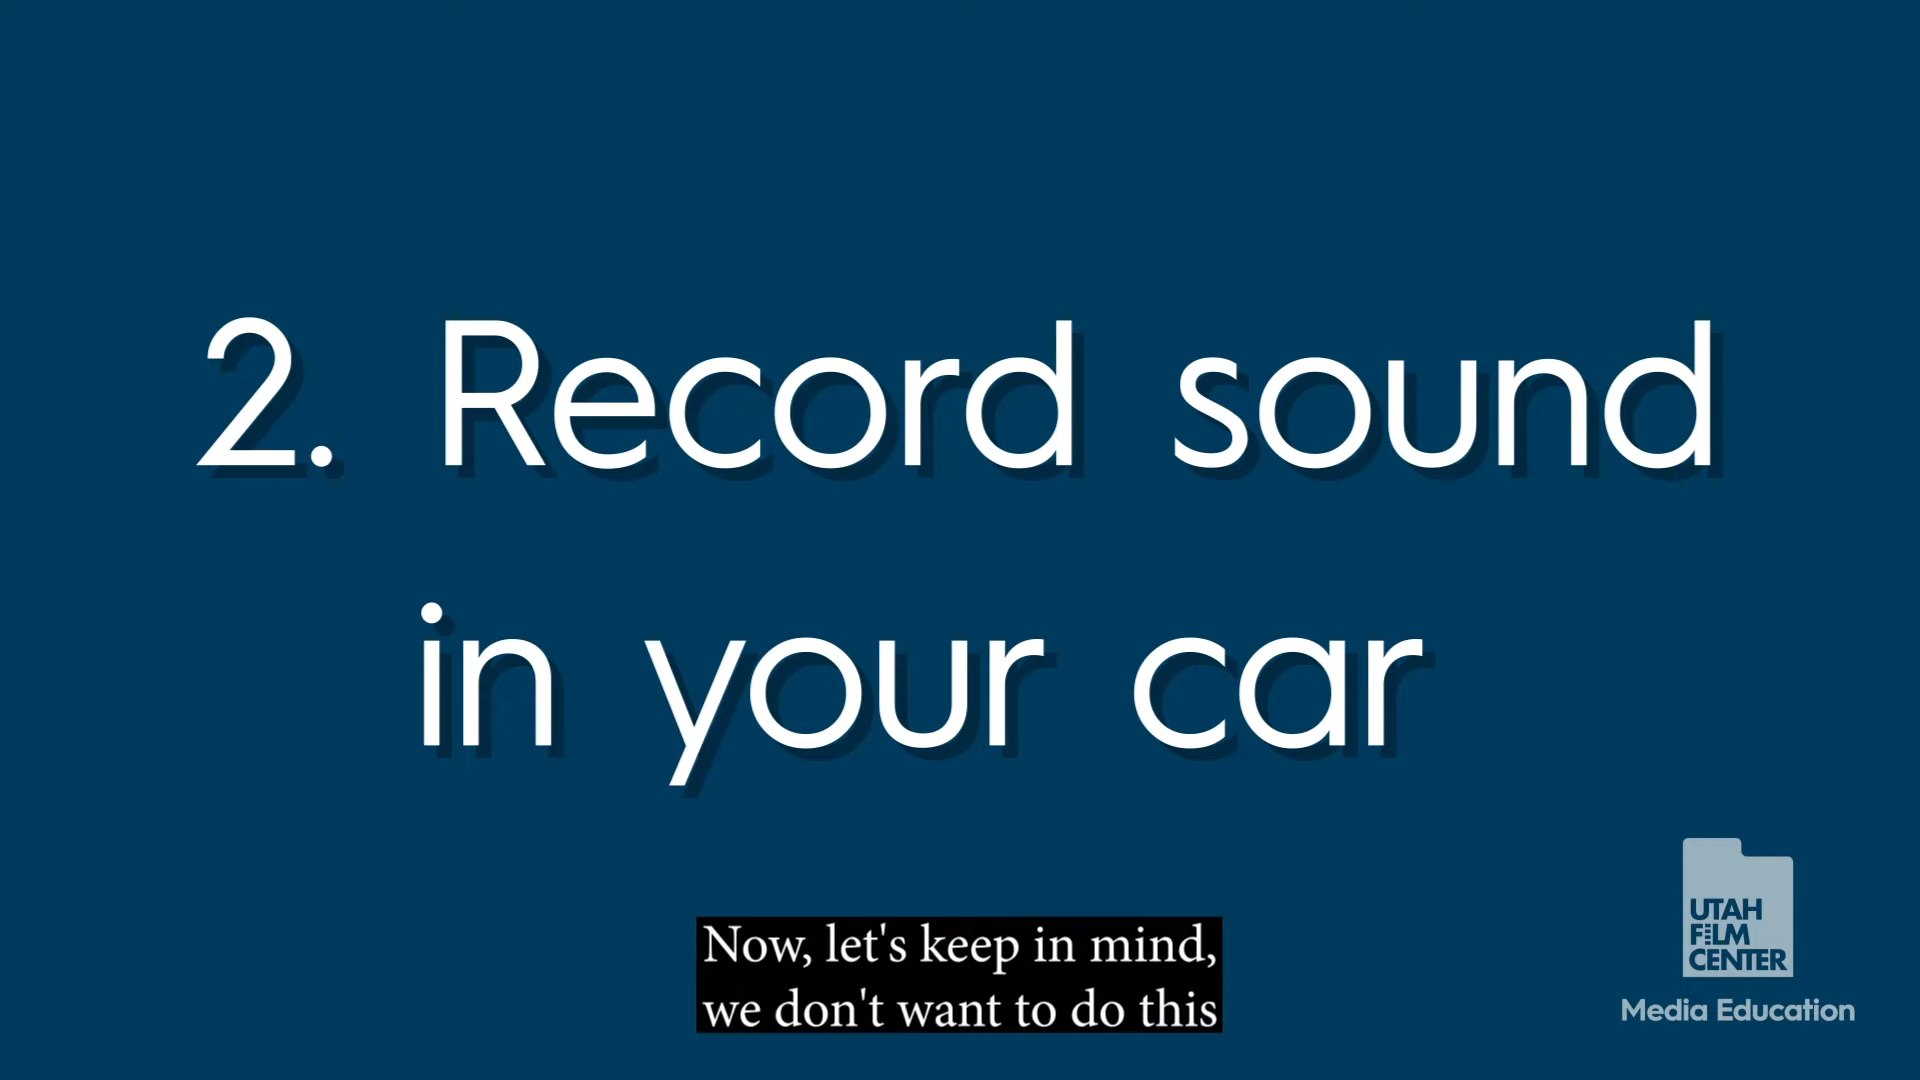 2. Record sound
in your car
Now, let's keep in mind,
we don't want to do this
UTAH
FILM
CENTER
Media Education